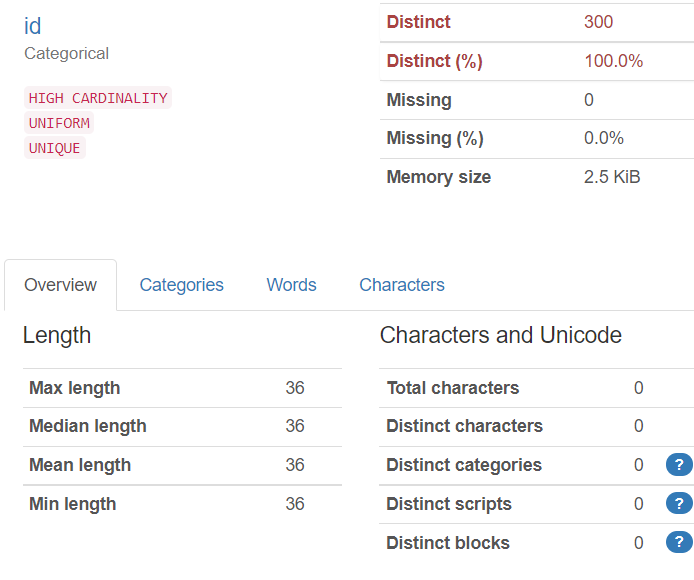 id
Categorical
HIGH CARDINALITY
UNIFORM
UNIQUE
Distinct 300
Distinct (%) 100.0%
Missing 0
Missing (%) 0.0%
Memory size 2.5 KiB
Overview Categories Words Characters
Length
Max length 36
Median length 36
Mean length 36
Min length 36
Characters and Unicode
Total characters 0
Distinct characters 0
Distinct categories 0 ?
Distinct scripts 0 ?
Distinct blocks 0 ?